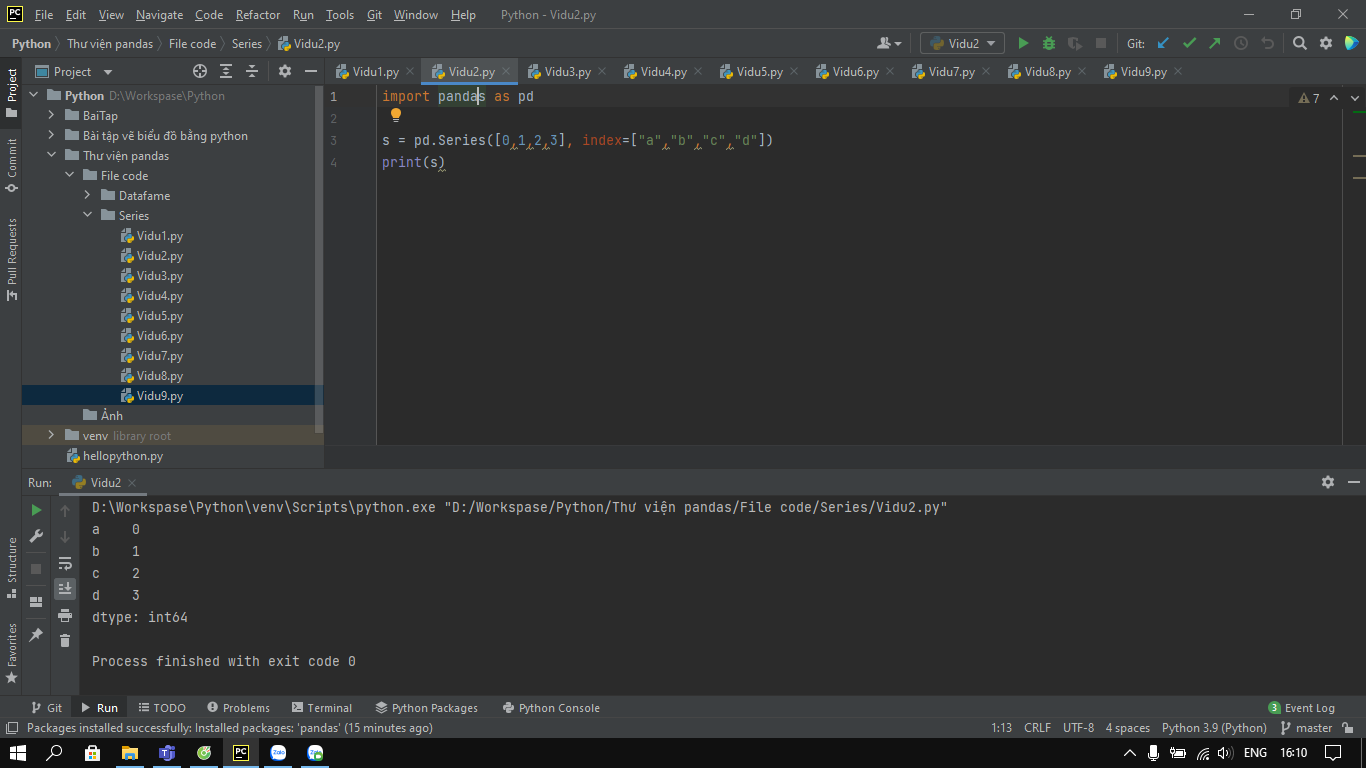 PC File Edit View Navigate Code Refactor Run Tools Git Window Help Python - Vidu2.py
Python Thư viện pandas File code Series Vidu2.py Vidu2 Git:
Project Vidu1.py Vidu2.py Vidu3.py Vidu4.py Vidu5.py Vidu6.py Vidu7.py Vidu8.py Vidu9.py
Project
Commit
Pull Requests
Structure
Favorites
Python D:\Workspase\Python
BaiTap
Bài tập vẽ biểu đồ bằng python
Thư viện pandas
File code
Datafame
Series
Vidu1.py
Vidu2.py
Vidu3.py
Vidu4.py
Vidu5.py
Vidu6.py
Vidu7.py
Vidu8.py
Vidu9.py
Ảnh
venv library root
hellopython.py
1 import pandas as pd
7
2
3 s = pd.Series([0,1,2,3], index=["a","b","c","d"])
4 print(s)
Run: Vidu2
D:\Workspase\Python\venv\Scripts\python.exe "D:/Workspase/Python/Thư viện pandas/File code/Series/Vidu2.py"
a 0
b 1
c 2
d 3
dtype: int64
Process finished with exit code 0
Git Run TODO Problems Terminal Python Packages Python Console 3 Event Log
Packages installed successfully: Installed packages: 'pandas' (15 minutes ago) 1:13 CRLF UTF-8 4 spaces Python 3.9 (Python) master
PC Zalo Zalo ENG 16:10